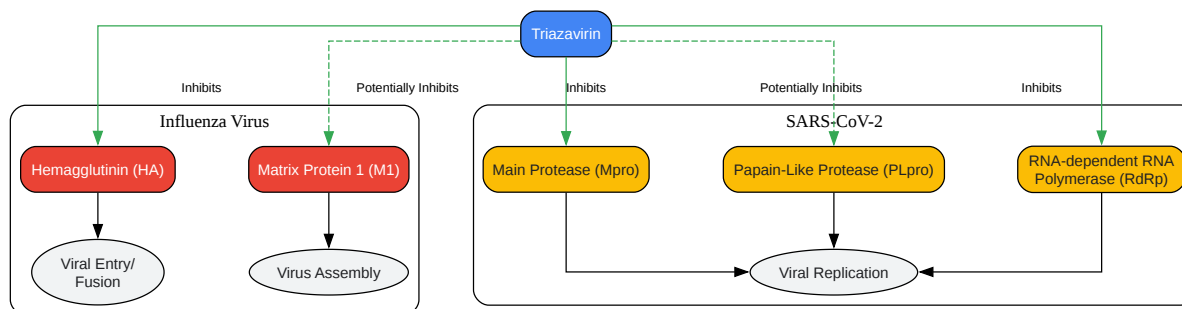 Triazavirin
Inhibits
Potentially Inhibits
Inhibits
Potentially Inhibits
Inhibits
Influenza Virus
SARS-CoV-2
Hemagglutinin (HA)
Matrix Protein 1 (M1)
Main Protease (Mpro)
Papain-Like Protease (PLpro)
RNA-dependent RNA
Polymerase (RdRp)
Viral Entry/
Fusion
Virus Assembly
Viral Replication